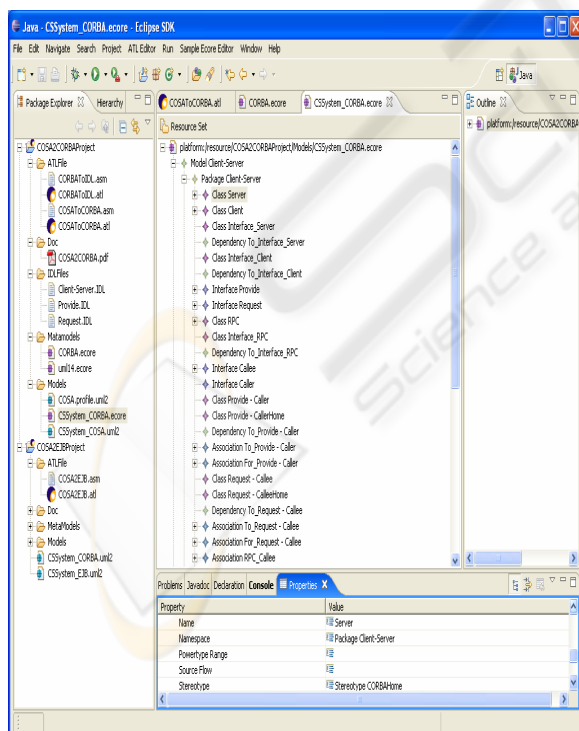 Java - CSSystem_CORBA.ecore - Eclipse SDK
File Edit Navigate Search Project ATL Editor Run Sample Ecore Editor Window Help
Java
Package Explorer Hierarchy
COSA2CORBAProject
ATLFile
CORBAToIDL.asm
CORBAToIDL.atl
COSAToCORBA.asm
COSAToCORBA.atl
Doc
COSA2CORBA.pdf
IDLFiles
Client-Server.IDL
Provide.IDL
Request.IDL
Matamodels
CORBA.ecore
uml14.ecore
Models
COSA.profile.uml2
CSSystem_CORBA.ecore
CSSystem_COSA.uml2
COSA2EJBProject
ATLFile
COSA2EJB.asm
COSA2EJB.atl
Doc
MetaModels
Models
CSSystem_CORBA.uml2
CSSystem_EJB.uml2
COSAToCORBA.atl CORBA.ecore CSSystem_CORBA.ecore
Resource Set
platform:/resource/COSA2CORBAProject/Models/CSSystem_CORBA.ecore
Model Client-Server
Package Client-Server
Class Server
Class Client
Class Interface_Server
Dependency To_Interface_Server
Class Interface_Client
Dependency To_Interface_Client
Interface Provide
Interface Request
Class RPC
Class Interface_RPC
Dependency To_Interface_RPC
Interface Callee
Interface Caller
Class Provide - Caller
Class Provide - CallerHome
Dependency To_Provide - Caller
Association To_Provide - Caller
Association For_Provide - Caller
Class Request - Callee
Class Request - CalleeHome
Dependency To_Request - Callee
Association To_Request - Callee
Association For_Request - Callee
Association RPC_Callee
Outline
platform:/resource/COSA2CORBA
Problems Javadoc Declaration Console Properties
Property Value
Name Server
Namespace Package Client-Server
Powertype Range
Source Flow
Stereotype Stereotype CORBAHome